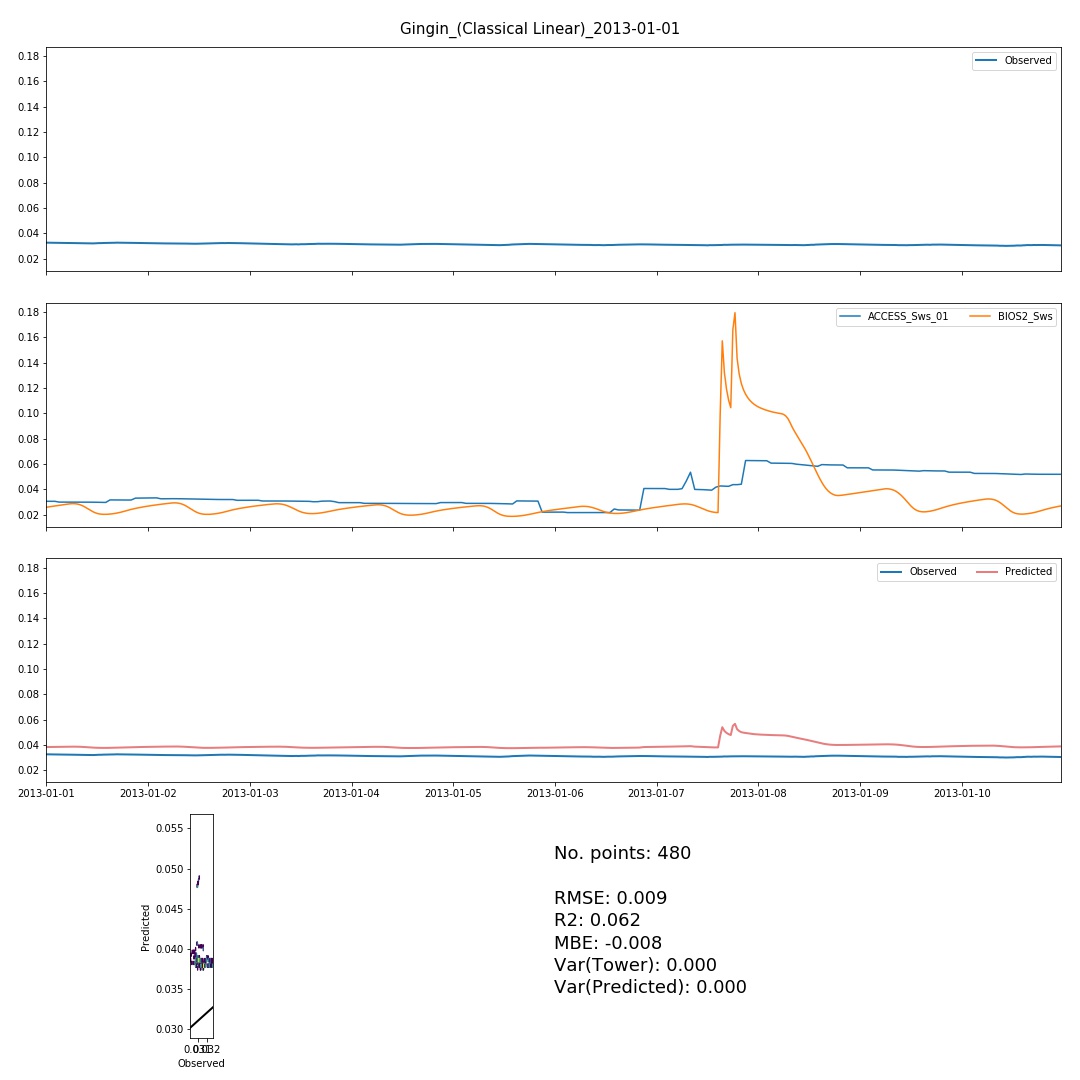 Gingin_(Classical Linear)_2013-01-01
0.18
0.16
0.14
0.12
0.10
0.08
0.06
0.04
0.02
Observed
0.18
0.16
0.14
0.12
0.10
0.08
0.06
0.04
0.02
ACCESS_Sws_01 BIOS2_Sws
0.18
0.16
0.14
0.12
0.10
0.08
0.06
0.04
0.02
Observed Predicted
2013-01-01 2013-01-02 2013-01-03 2013-01-04 2013-01-05 2013-01-06 2013-01-07 2013-01-08 2013-01-09 2013-01-10
0.055
0.050
0.045
0.040
0.035
0.030
Predicted
0.031 0.032
Observed
No. points: 480
RMSE: 0.009
R2: 0.062
MBE: -0.008
Var(Tower): 0.000
Var(Predicted): 0.000